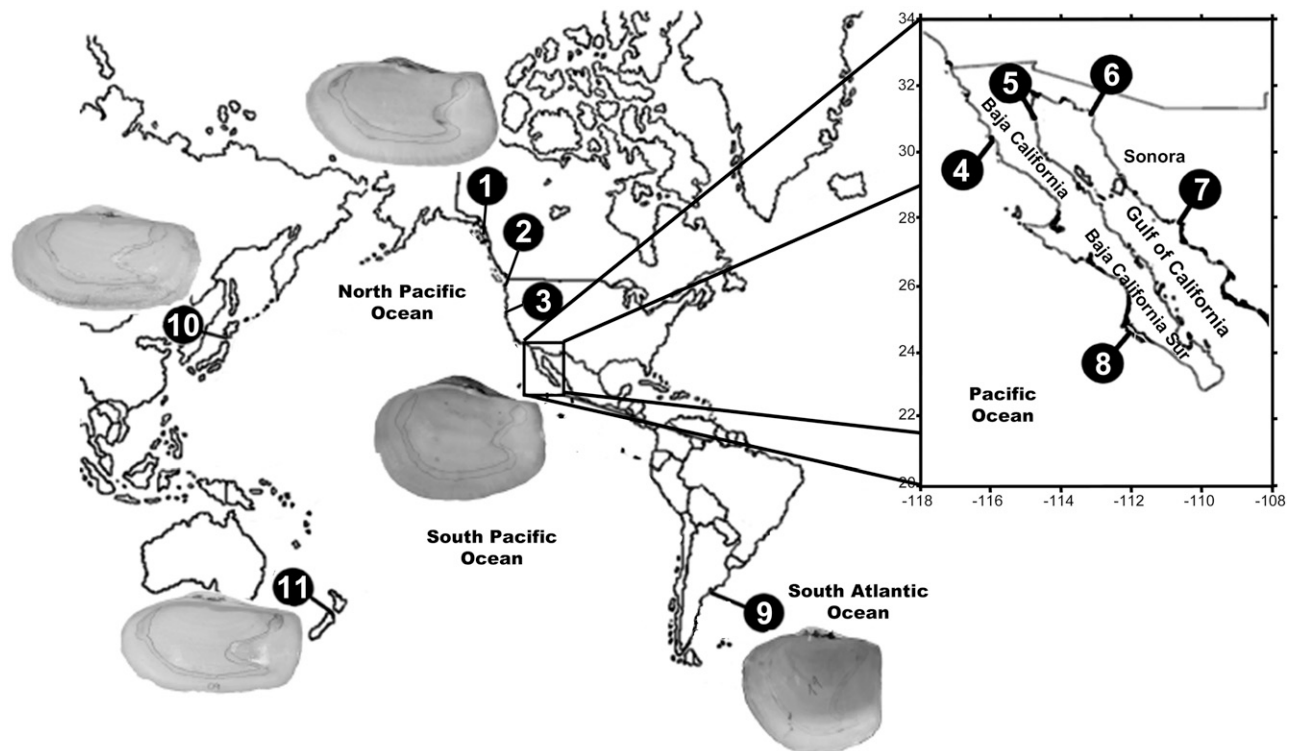 34
32
30
28
26
24
22
20
-118
-116
-114
-112
-110
-108
1
2
3
4
5
6
7
8
9
10
11
North Pacific
Ocean
South Pacific
Ocean
South Atlantic
Ocean
Baja California
Sonora
Gulf of California
Baja California Sur
Pacific
Ocean